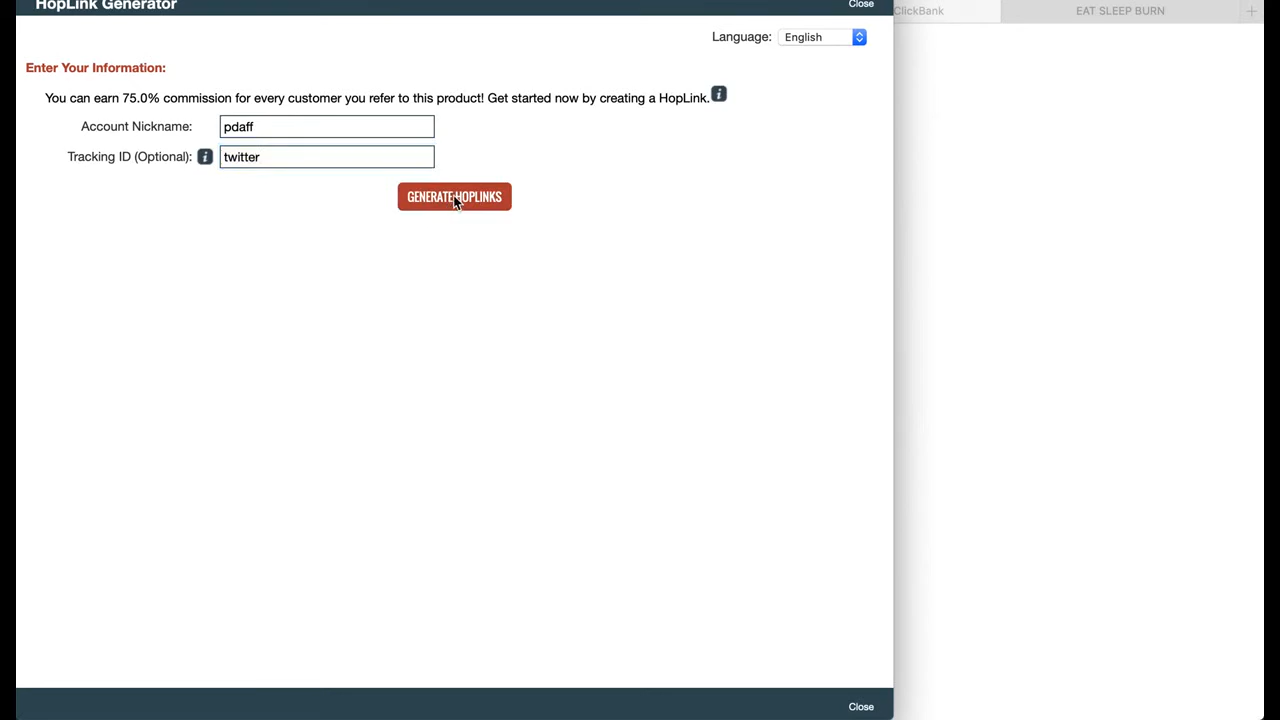 HopLink Generator
Close
ClickBank
EAT SLEEP BURN
Language: English
Enter Your Information:
You can earn 75.0% commission for every customer you refer to this product! Get started now by creating a HopLink.
Account Nickname: pdaff
Tracking ID (Optional): twitter
GENERATE HOPLINKS
Close